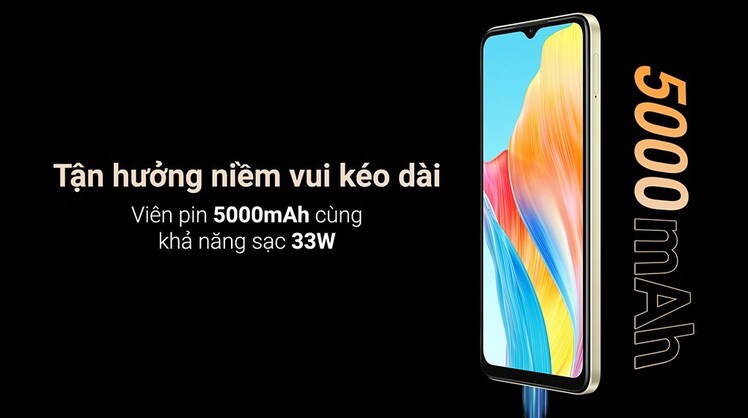 Tận hưởng niềm vui kéo dài
Viên pin 5000mAh cùng
khả năng sạc 33W
5000mAh